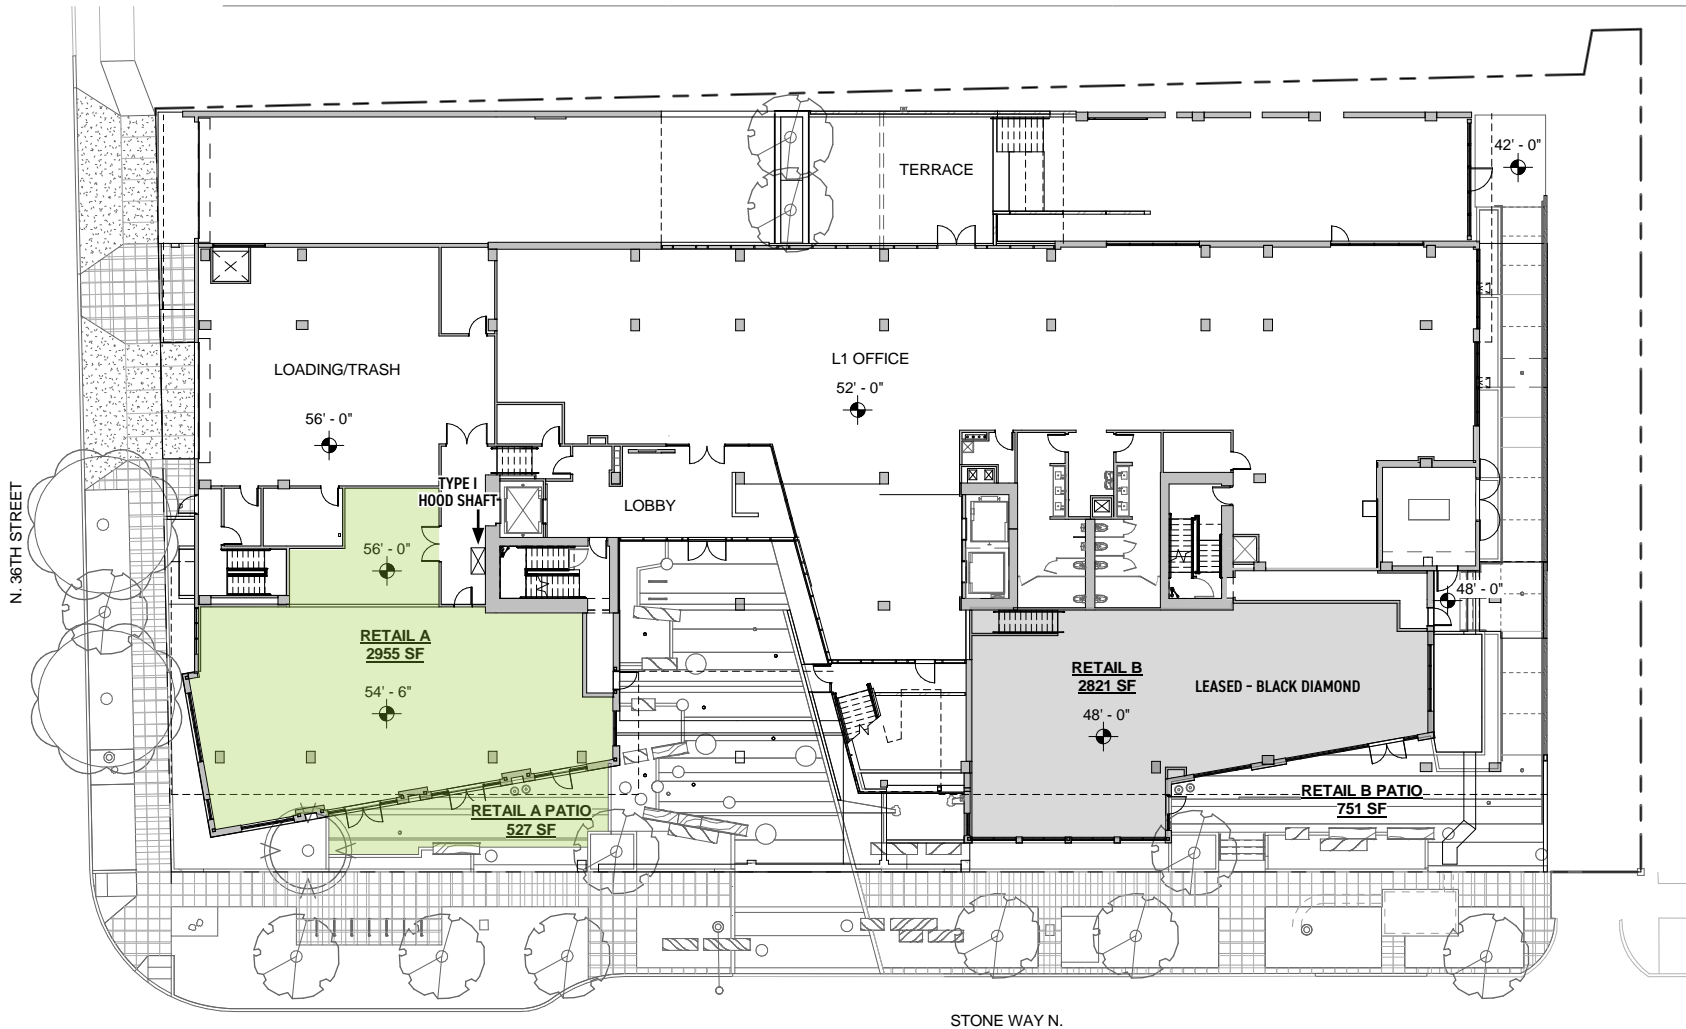 42' - 0"
TERRACE
L1 OFFICE
52' - 0"
LOADING/TRASH
56' - 0"
TYPE I
HOOD SHAFT
LOBBY
N. 36TH STREET
56' - 0"
48' - 0"
RETAIL A
2955 SF
54' - 6"
RETAIL B
2821 SF
LEASED - BLACK DIAMOND
48' - 0"
RETAIL A PATIO
527 SF
RETAIL B PATIO
751 SF
STONE WAY N.